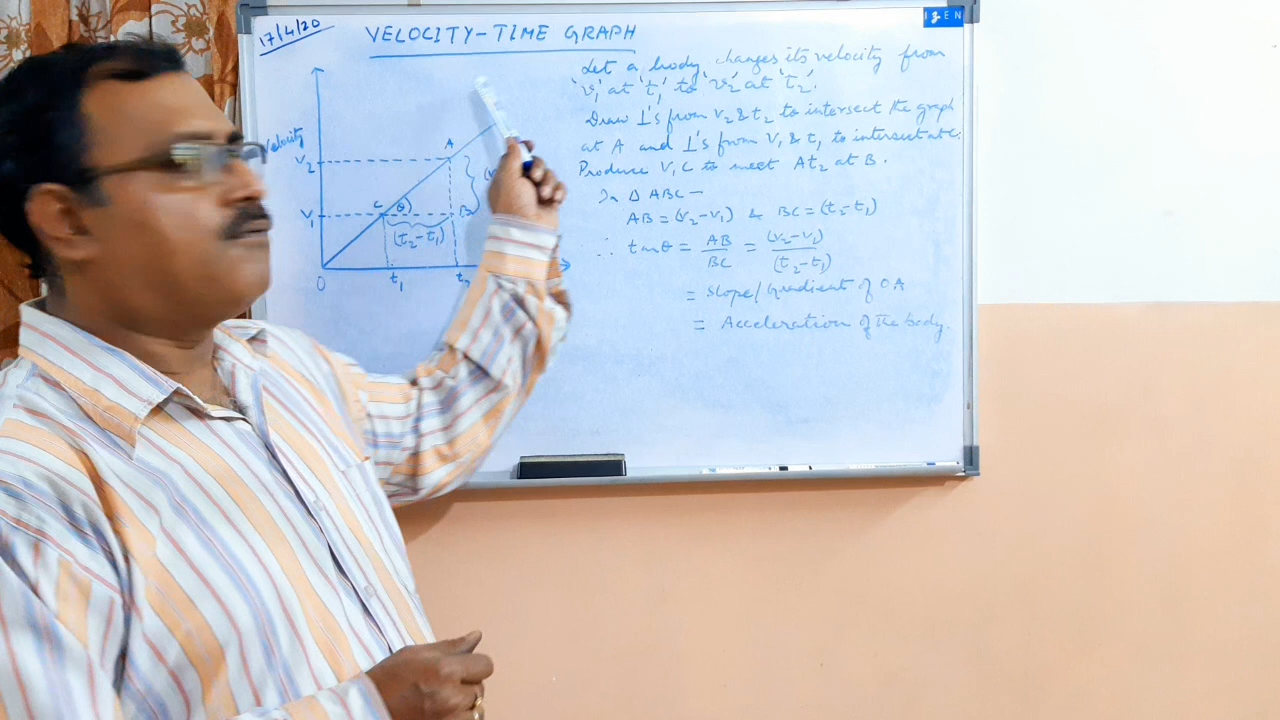 17/4/20
VELOCITY-TIME GRAPH
IZEN
Velocity
V2
V1
A
C
θ
B
(t2-t1)
O
t1
t2
Let a body changes its velocity from
'v1' at 't1' to 'v2' at 't2'.
Draw ⊥'s from v2 & t2 to intersect the graph
at A and ⊥'s from V1 & t1 to intersect at C.
Produce V1C to meet At2 at B.
In Δ ABC —
AB = (v2-v1) & BC = (t2-t1)
∴ tanθ = AB/BC = (v2-v1)/(t2-t1)
= Slope/Gradient of OA
= Acceleration of the body.